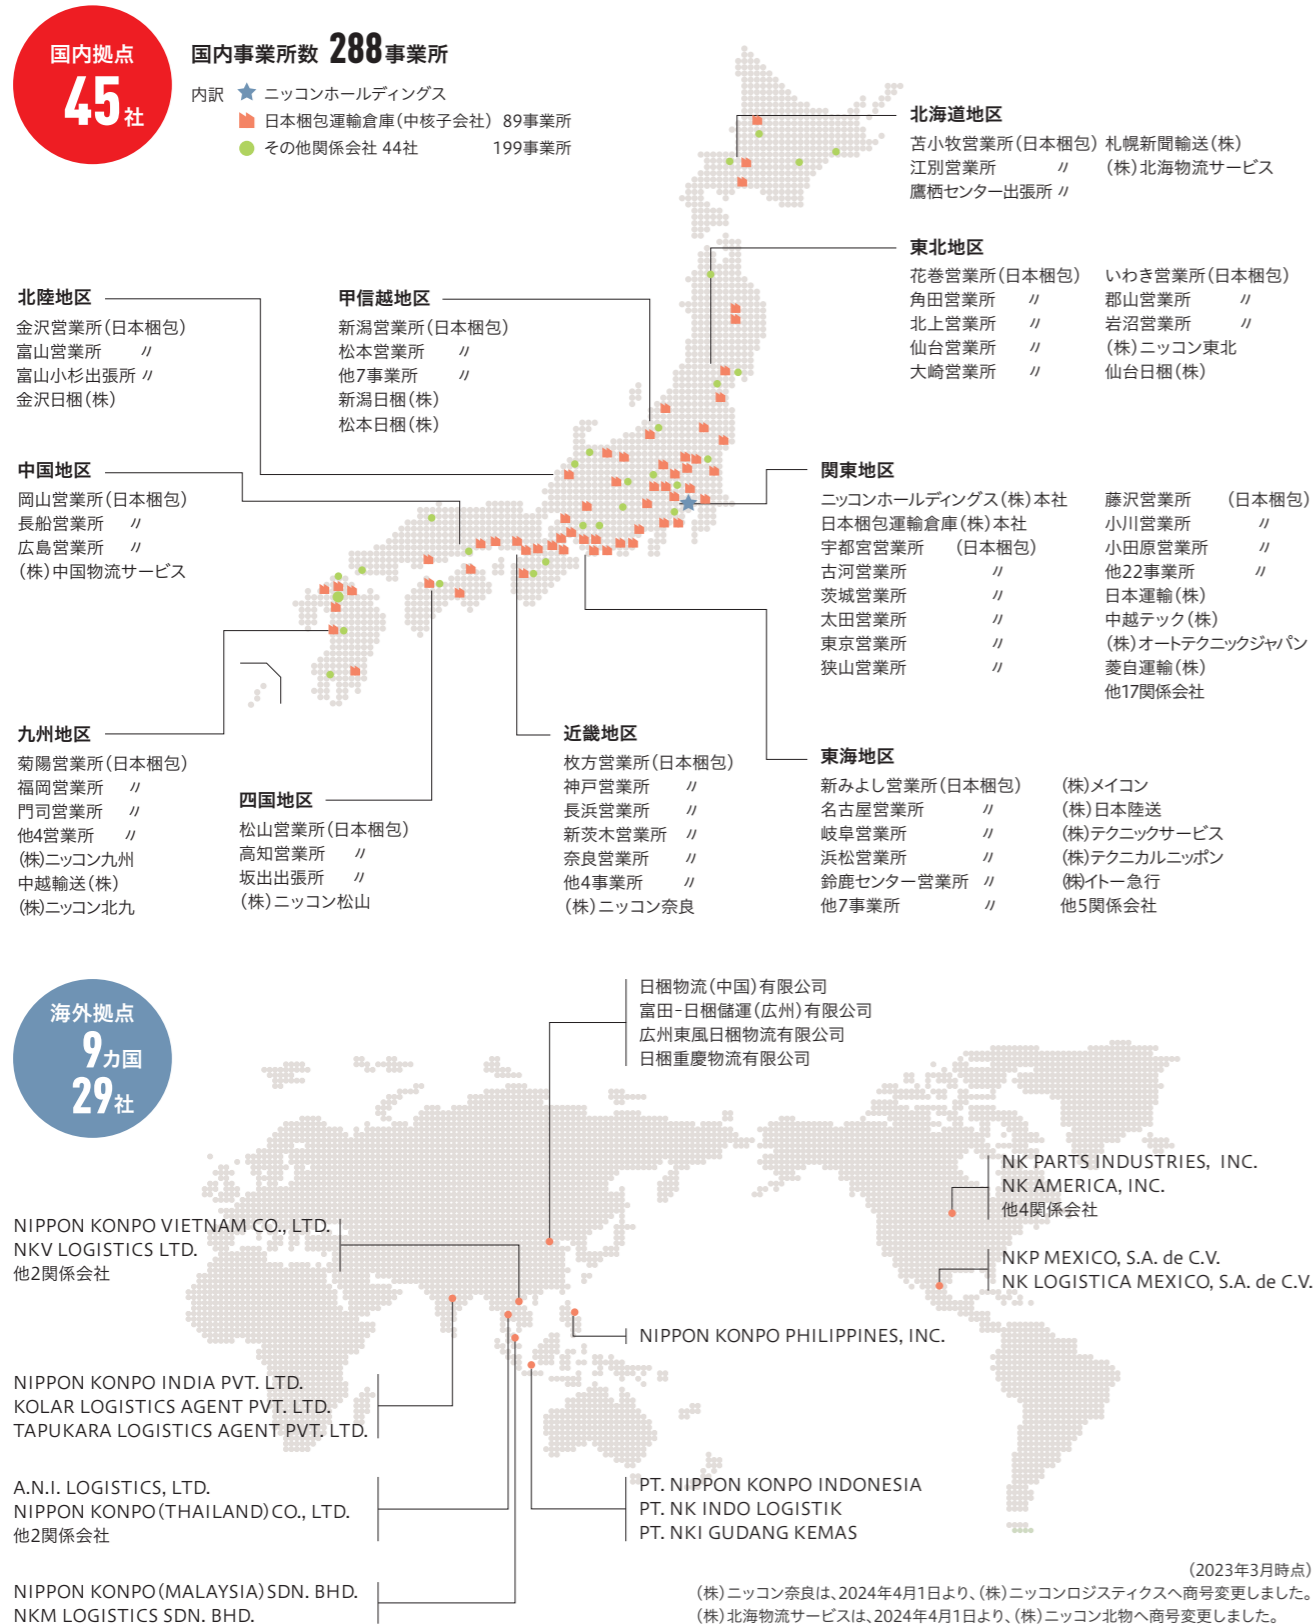 国内拠点
45社
国内事業所数 288事業所
内訳 ニッコンホールディングス
日本梱包運輸倉庫(中核子会社) 89事業所
その他関係会社 44社 199事業所
北海道地区
苫小牧営業所(日本梱包) 札幌新聞輸送(株)
江別営業所 〃 (株)北海物流サービス
鷹栖センター出張所 〃
東北地区
花巻営業所(日本梱包) いわき営業所(日本梱包)
角田営業所 〃 郡山営業所 〃
北上営業所 〃 岩沼営業所 〃
仙台営業所 〃 (株)ニッコン東北
大崎営業所 〃 仙台日梱(株)
北陸地区
金沢営業所(日本梱包)
富山営業所 〃
富山小杉出張所 〃
金沢日梱(株)
甲信越地区
新潟営業所(日本梱包)
松本営業所 〃
他7事業所 〃
新潟日梱(株)
松本日梱(株)
中国地区
岡山営業所(日本梱包)
長船営業所 〃
広島営業所 〃
(株)中国物流サービス
関東地区
ニッコンホールディングス(株)本社 藤沢営業所 (日本梱包)
日本梱包運輸倉庫(株)本社 小川営業所 〃
宇都宮営業所 (日本梱包) 小田原営業所 〃
古河営業所 〃 他22事業所 〃
茨城営業所 〃 日本運輸(株)
太田営業所 〃 中越テック(株)
東京営業所 〃 (株)オートテクニックジャパン
狭山営業所 〃 菱自運輸(株)
他17関係会社
九州地区
菊陽営業所(日本梱包)
福岡営業所 〃
門司営業所 〃
他4営業所 〃
(株)ニッコン九州
中越輸送(株)
(株)ニッコン北九
四国地区
松山営業所(日本梱包)
高知営業所 〃
坂出出張所 〃
(株)ニッコン松山
近畿地区
枚方営業所(日本梱包)
神戸営業所 〃
長浜営業所 〃
新茨木営業所 〃
奈良営業所 〃
他4事業所 〃
(株)ニッコン奈良
東海地区
新みよし営業所(日本梱包) (株)メイコン
名古屋営業所 〃 (株)日本陸送
岐阜営業所 〃 (株)テクニックサービス
浜松営業所 〃 (株)テクニカルニッポン
鈴鹿センター営業所 〃 (株)イトー急行
他7事業所 〃 他5関係会社
海外拠点
9カ国
29社
日梱物流(中国)有限公司
富田-日梱儲運(広州)有限公司
広州東風日梱物流有限公司
日梱重慶物流有限公司
NK PARTS INDUSTRIES, INC.
NK AMERICA, INC.
他4関係会社
NIPPON KONPO VIETNAM CO., LTD.
NKV LOGISTICS LTD.
他2関係会社
NKP MEXICO, S.A. de C.V.
NK LOGISTICA MEXICO, S.A. de C.V.
NIPPON KONPO PHILIPPINES, INC.
NIPPON KONPO INDIA PVT. LTD.
KOLAR LOGISTICS AGENT PVT. LTD.
TAPUKARA LOGISTICS AGENT PVT. LTD.
A.N.I. LOGISTICS, LTD.
NIPPON KONPO(THAILAND)CO., LTD.
他2関係会社
PT. NIPPON KONPO INDONESIA
PT. NK INDO LOGISTIK
PT. NKI GUDANG KEMAS
NIPPON KONPO(MALAYSIA)SDN. BHD.
NKM LOGISTICS SDN. BHD.
(2023年3月時点)
(株)ニッコン奈良は、2024年4月1日より、(株)ニッコンロジスティクスへ商号変更しました。
(株)北海物流サービスは、2024年4月1日より、(株)ニッコン北物へ商号変更しました。